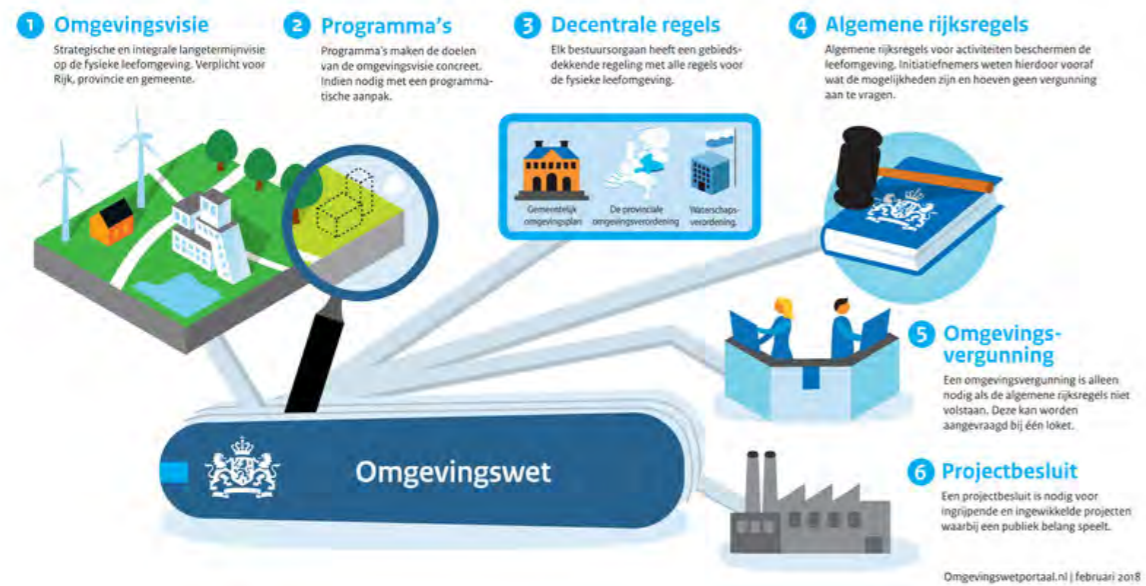 1 Omgevingsvisie
Strategische en integrale langetermijnvisie
op de fysieke leefomgeving. Verplicht voor
Rijk, provincie en gemeente.
2 Programma's
Programma's maken de doelen
van de omgevingsvisie concreet.
Indien nodig met een programma-
tische aanpak.
3 Decentrale regels
Elk bestuursorgaan heeft een gebieds-
dekkende regeling met alle regels voor
de fysieke leefomgeving.
Gemeentelijk
omgevingsplan
De provinciale
omgevingsverordening
Waterschaps-
verordening.
4 Algemene rijksregels
Algemene rijksregels voor activiteiten beschermen de
leefomgeving. Initiatiefnemers weten hierdoor vooraf
wat de mogelijkheden zijn en hoeven geen vergunning
aan te vragen.
5 Omgevings-
vergunning
Een omgevingsvergunning is alleen
nodig als de algemene rijksregels niet
volstaan. Deze kan worden
aangevraagd bij één loket.
6 Projectbesluit
Een projectbesluit is nodig voor
ingrijpende en ingewikkelde projecten
waarbij een publiek belang speelt.
Omgevingswet
Omgevingswetportaal.nl | februari 2018